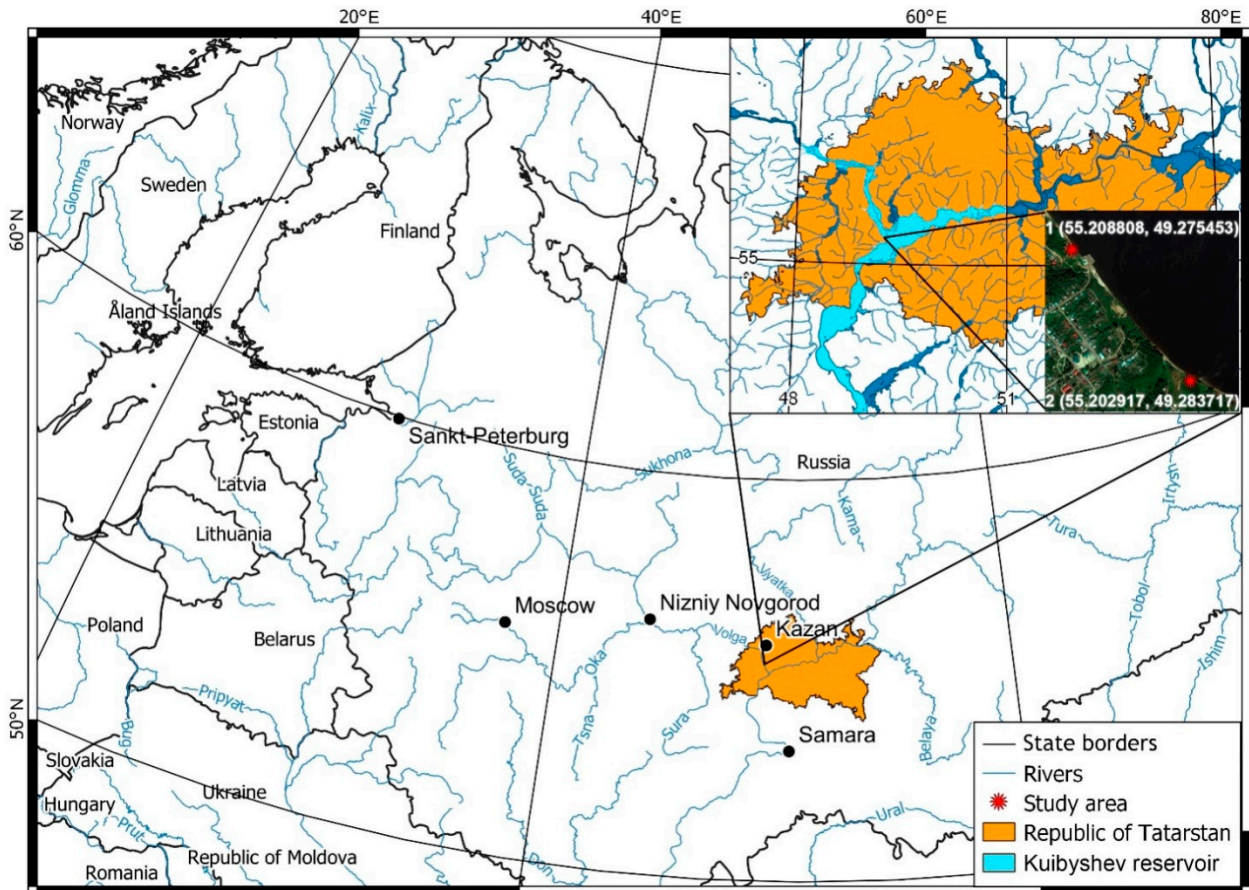 20°E
40°E
60°E
80°E
Norway
Glomma
Sweden
Kalix
Finland
60°N
Åland Islands
55
48
51
1 (55.208808, 49.275453)
2 (55.202917, 49.283717)
Estonia
Sankt-Peterburg
Latvia
Lithuania
Suda
Suda
Sukhona
Russia
Kama
Tura
Irtysh
Tobol
Ishim
Vyatka
Moscow
Nizniy Novgorod
Volga
Kazan
Poland
Belarus
Oka
Pripyat
Bug
Tsna
Sura
Belaya
Samara
50°N
Slovakia
Hungary
Ukraine
Prut
Romania
Republic of Moldova
Don
Ural
State borders
Rivers
Study area
Republic of Tatarstan
Kuibyshev reservoir